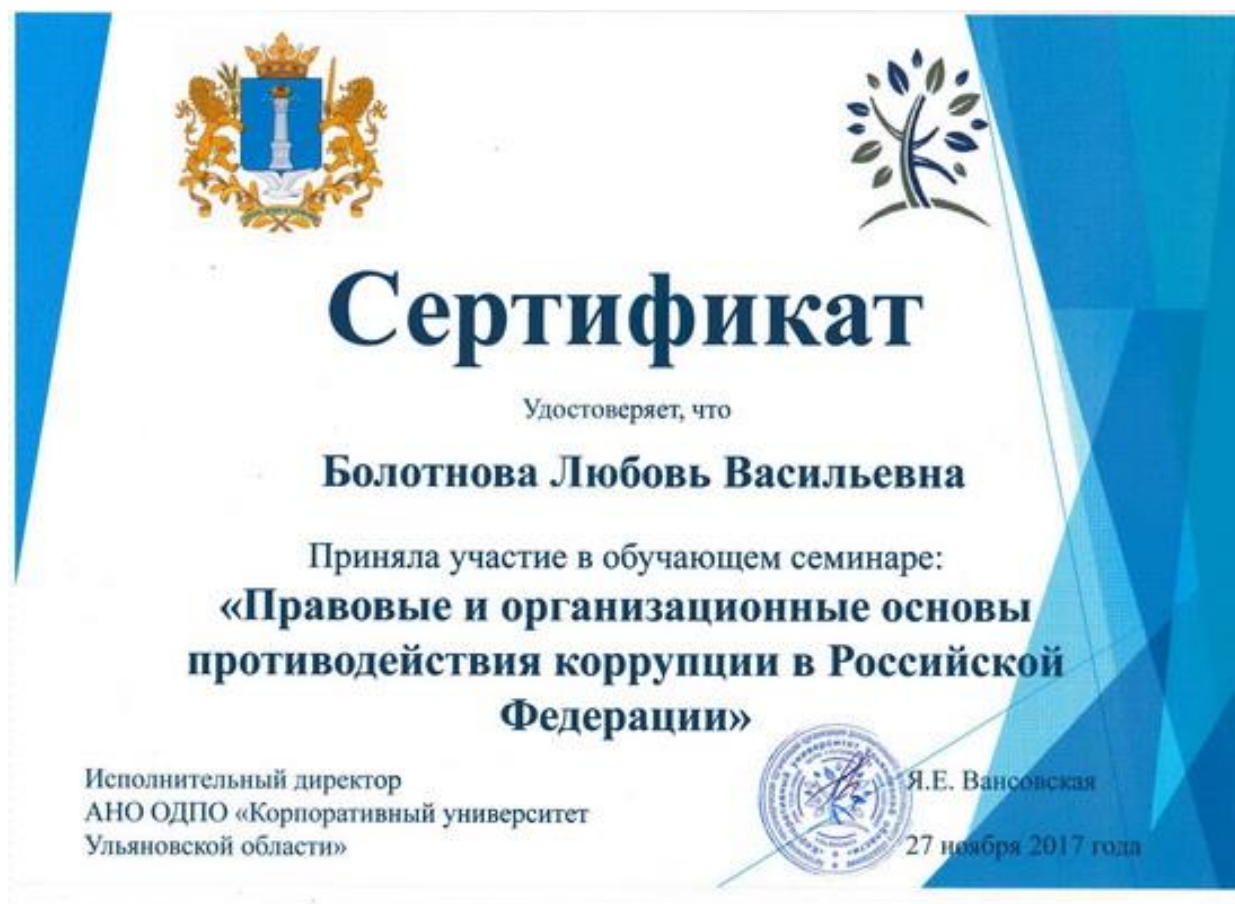 Сертификат
Удостоверяет, что
Болотнова Любовь Васильевна
Приняла участие в обучающем семинаре:
«Правовые и организационные основы
противодействия коррупции в Российской
Федерации»
Исполнительный директор
АНО ОДПО «Корпоративный университет
Ульяновской области»
Я.Е. Вансовская
27 ноября 2017 года